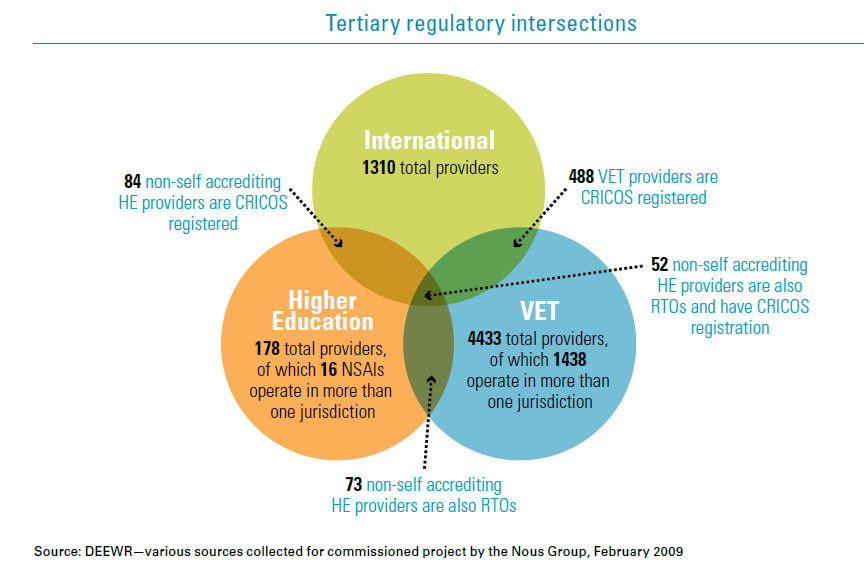 Tertiary regulatory intersections
International
1310 total providers
84 non-self accrediting
HE providers are CRICOS
registered
488 VET providers are
CRICOS registered
52 non-self accrediting
HE providers are also
RTOs and have CRICOS
registration
Higher
Education
178 total providers,
of which 16 NSAIs
operate in more than
one jurisdiction
VET
4433 total providers,
of which 1438
operate in more than
one jurisdiction
73 non-self accrediting
HE providers are also RTOs
Source: DEEWR—various sources collected for commissioned project by the Nous Group, February 2009